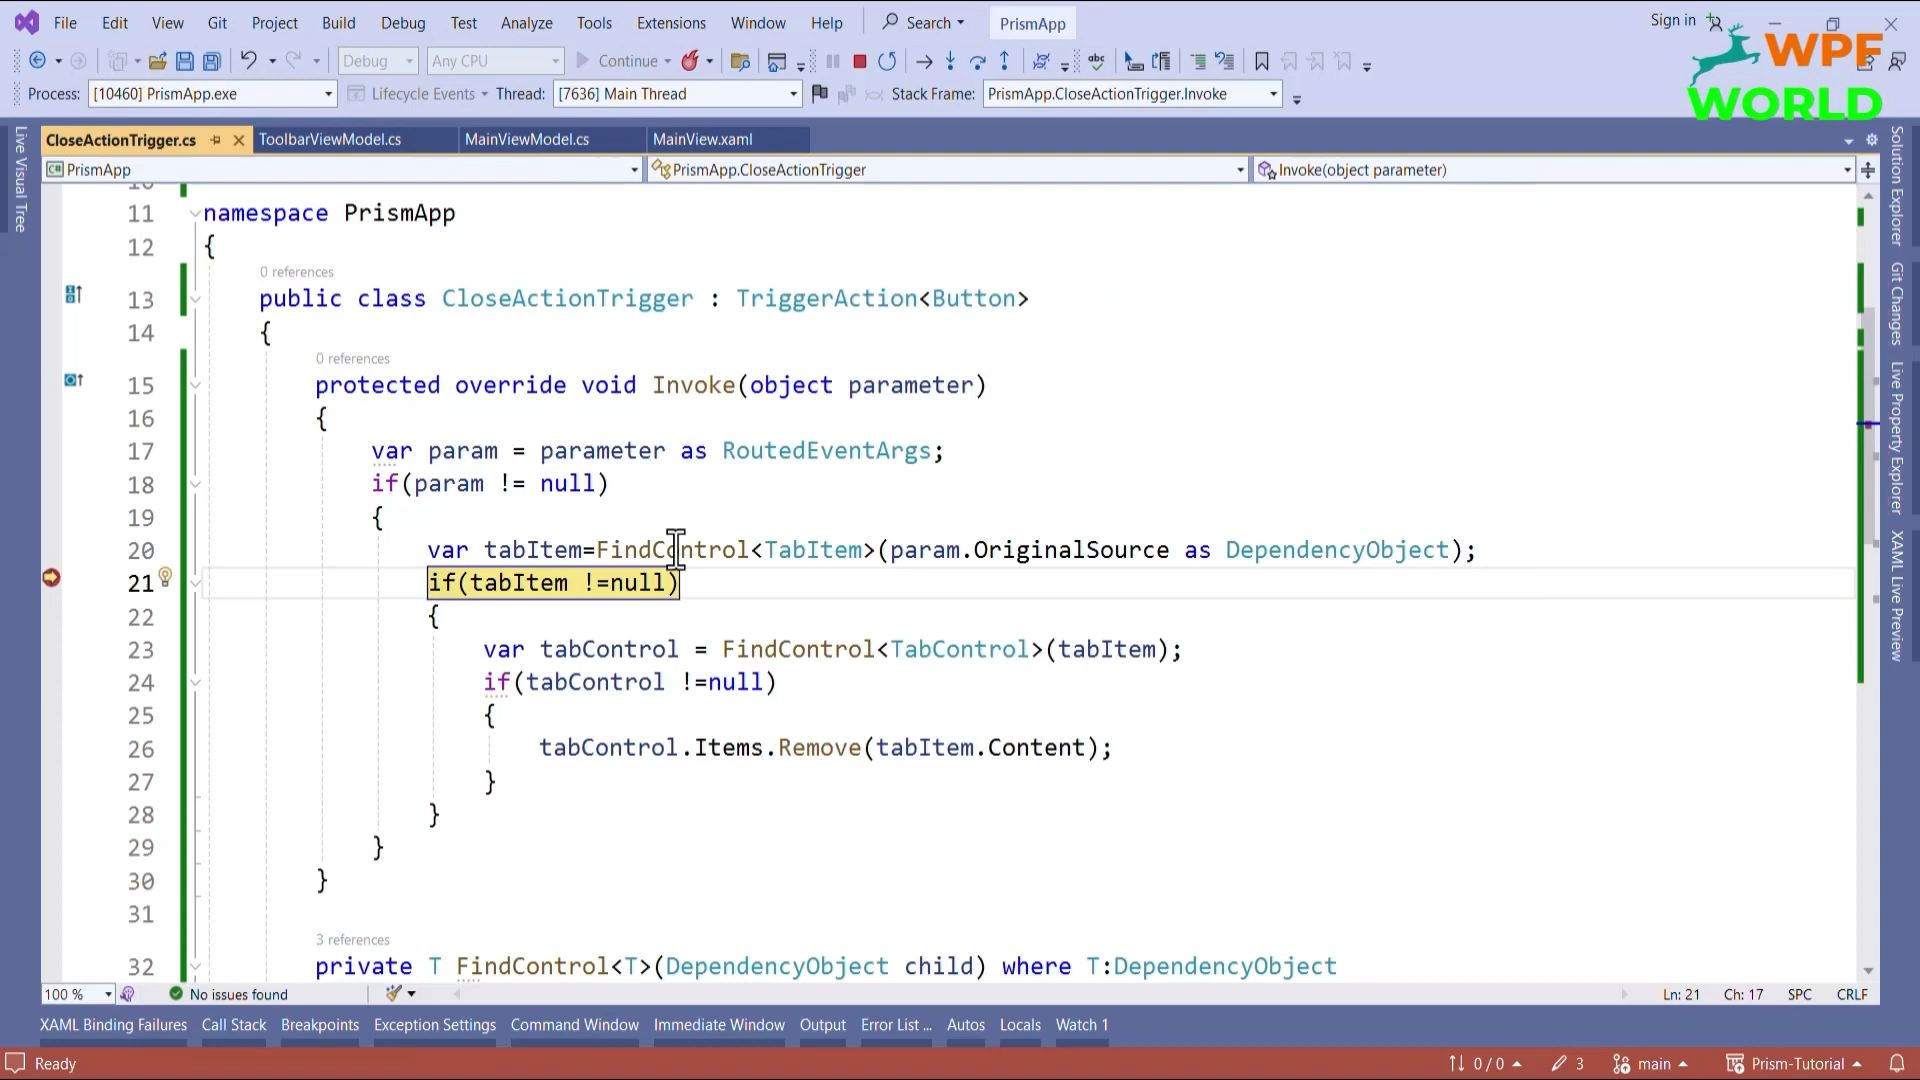 File Edit View Git Project Build Debug Test Analyze Tools Extensions Window Help Search PrismApp Sign in
Debug Any CPU Continue
Process: [10460] PrismApp.exe Lifecycle Events Thread: [7636] Main Thread Stack Frame: PrismApp.CloseActionTrigger.Invoke
WPF
WORLD
CloseActionTrigger.cs ToolbarViewModel.cs MainViewModel.cs MainView.xaml
PrismApp PrismApp.CloseActionTrigger Invoke(object parameter)
Live Visual Tree
11 namespace PrismApp
12 {
0 references
13 public class CloseActionTrigger : TriggerAction<Button>
14 {
0 references
15 protected override void Invoke(object parameter)
16 {
17 var param = parameter as RoutedEventArgs;
18 if(param != null)
19 {
20 var tabItem=FindControl<TabItem>(param.OriginalSource as DependencyObject);
21 if(tabItem !=null)
22 {
23 var tabControl = FindControl<TabControl>(tabItem);
24 if(tabControl !=null)
25 {
26 tabControl.Items.Remove(tabItem.Content);
27 }
28 }
29 }
30 }
31
3 references
32 private T FindControl<T>(DependencyObject child) where T:DependencyObject
Solution Explorer
Git Changes
Live Property Explorer
XAML Live Preview
100 % No issues found Ln: 21 Ch: 17 SPC CRLF
XAML Binding Failures Call Stack Breakpoints Exception Settings Command Window Immediate Window Output Error List ... Autos Locals Watch 1
Ready 0 / 0 3 main Prism-Tutorial